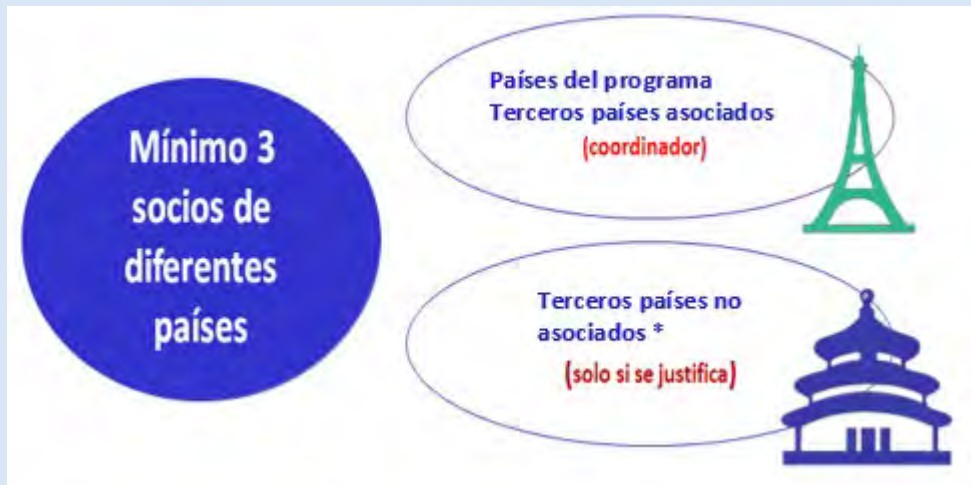 Mínimo 3
socios de
diferentes
países
Países del programa
Terceros países asociados
(coordinador)
Terceros países no
asociados *
(solo si se justifica)